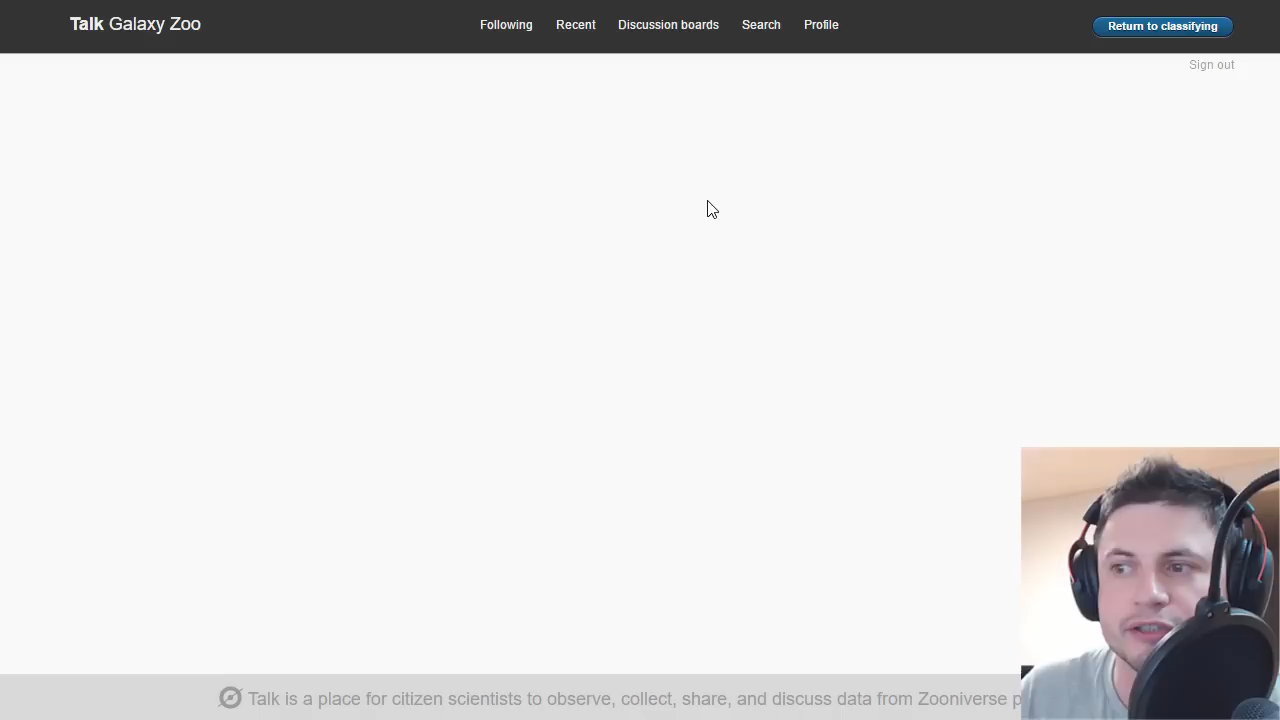 Talk Galaxy Zoo
Following Recent Discussion boards Search Profile
Return to classifying
Sign out
Talk is a place for citizen scientists to observe, collect, share, and discuss data from Zooniverse